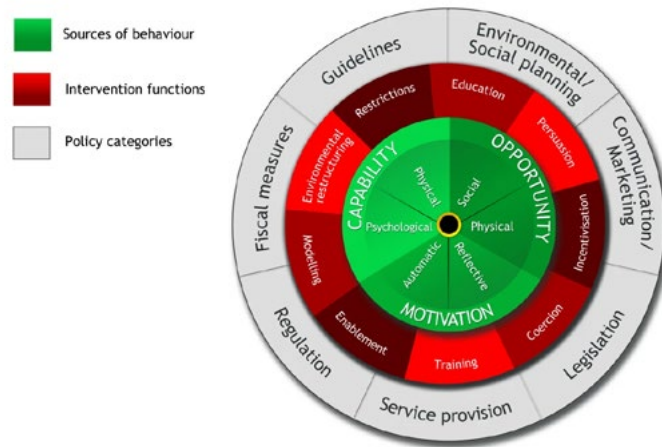 Sources of behaviour
Intervention functions
Policy categories
Guidelines
Environmental/
Social planning
Communication/
Marketing
Legislation
Service provision
Regulation
Fiscal measures
Restrictions
Education
Persuasion
Incentivisation
Coercion
Training
Enablement
Modelling
Environmental
restructuring
CAPABILITY
OPPORTUNITY
MOTIVATION
Physical
Social
Psychological
Physical
Automatic
Reflective